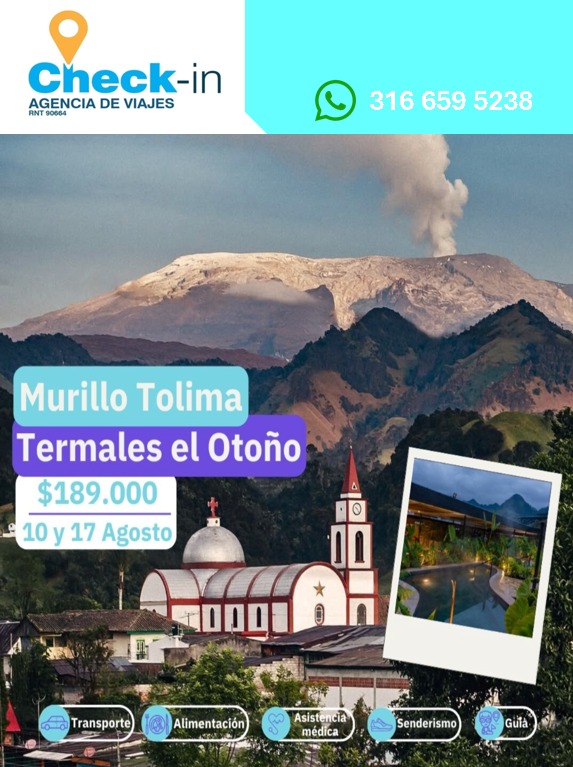 Check-in
AGENCIA DE VIAJES
RNT 90664
316 659 5238
Murillo Tolima
Termales el Otoño
$189.000
10 y 17 Agosto
Transporte
Alimentación
Asistencia
médica
Senderismo
Guía